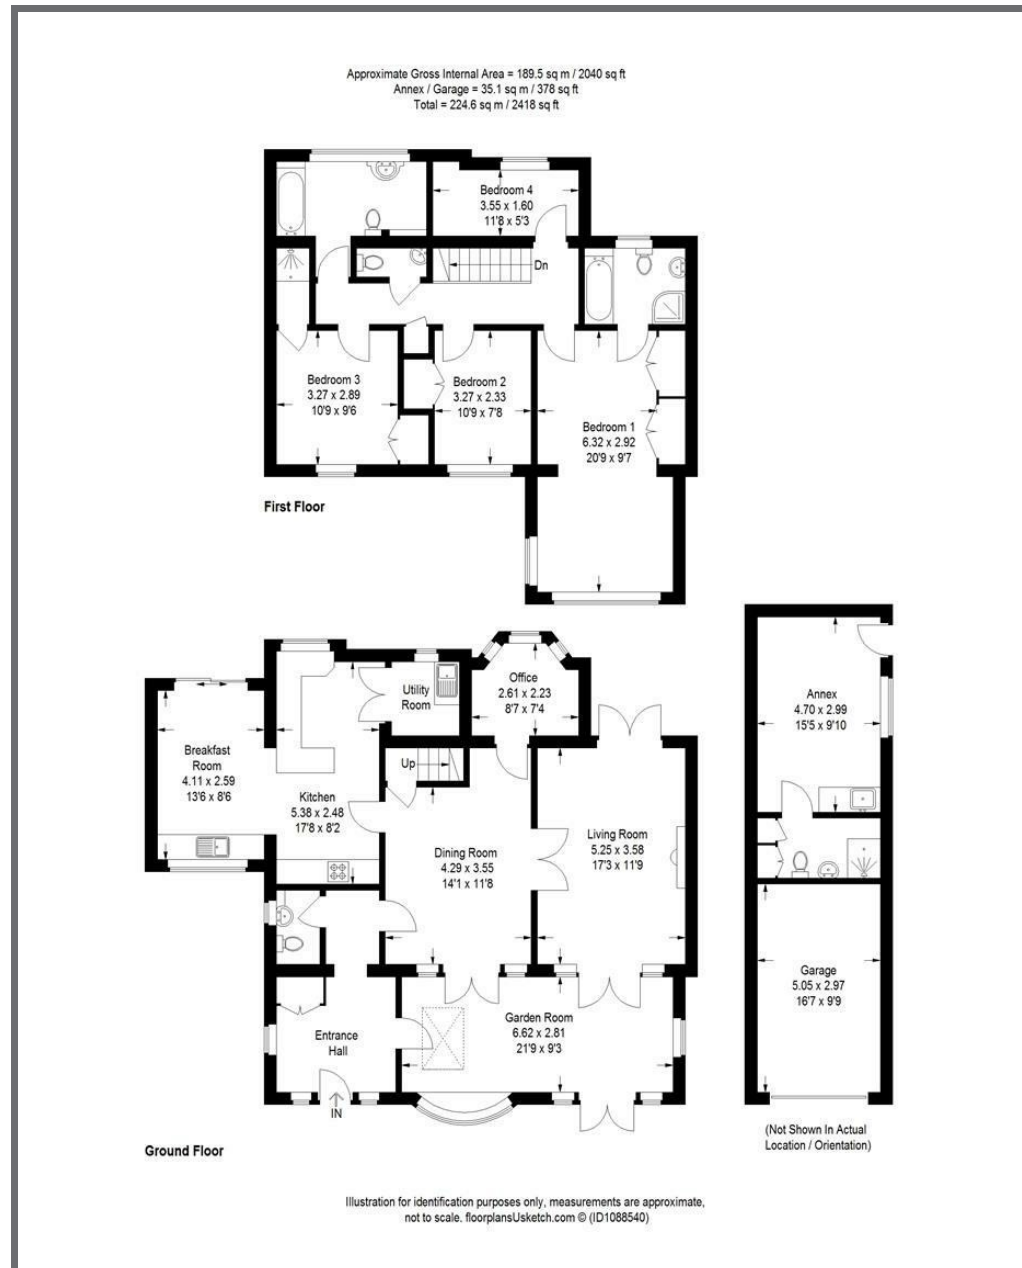 Approximate Gross Internal Area = 189.5 sq m / 2040 sq ft
Annex / Garage = 35.1 sq m / 378 sq ft
Total = 224.6 sq m / 2418 sq ft
Bedroom 4
3.55 x 1.60
11'8 x 5'3
Dn
Bedroom 3
3.27 x 2.89
10'9 x 9'6
Bedroom 2
3.27 x 2.33
10'9 x 7'8
Bedroom 1
6.32 x 2.92
20'9 x 9'7
First Floor
Office
2.61 x 2.23
8'7 x 7'4
Utility
Room
Annex
4.70 x 2.99
15'5 x 9'10
Breakfast
Room
4.11 x 2.59
13'6 x 8'6
Up
Kitchen
5.38 x 2.48
17'8 x 8'2
Living Room
5.25 x 3.58
17'3 x 11'9
Dining Room
4.29 x 3.55
14'1 x 11'8
Garage
5.05 x 2.97
16'7 x 9'9
Garden Room
6.62 x 2.81
21'9 x 9'3
Entrance
Hall
IN
(Not Shown In Actual
Location / Orientation)
Ground Floor
Illustration for identification purposes only, measurements are approximate,
not to scale. floorplansUsketch.com © (ID1088540)